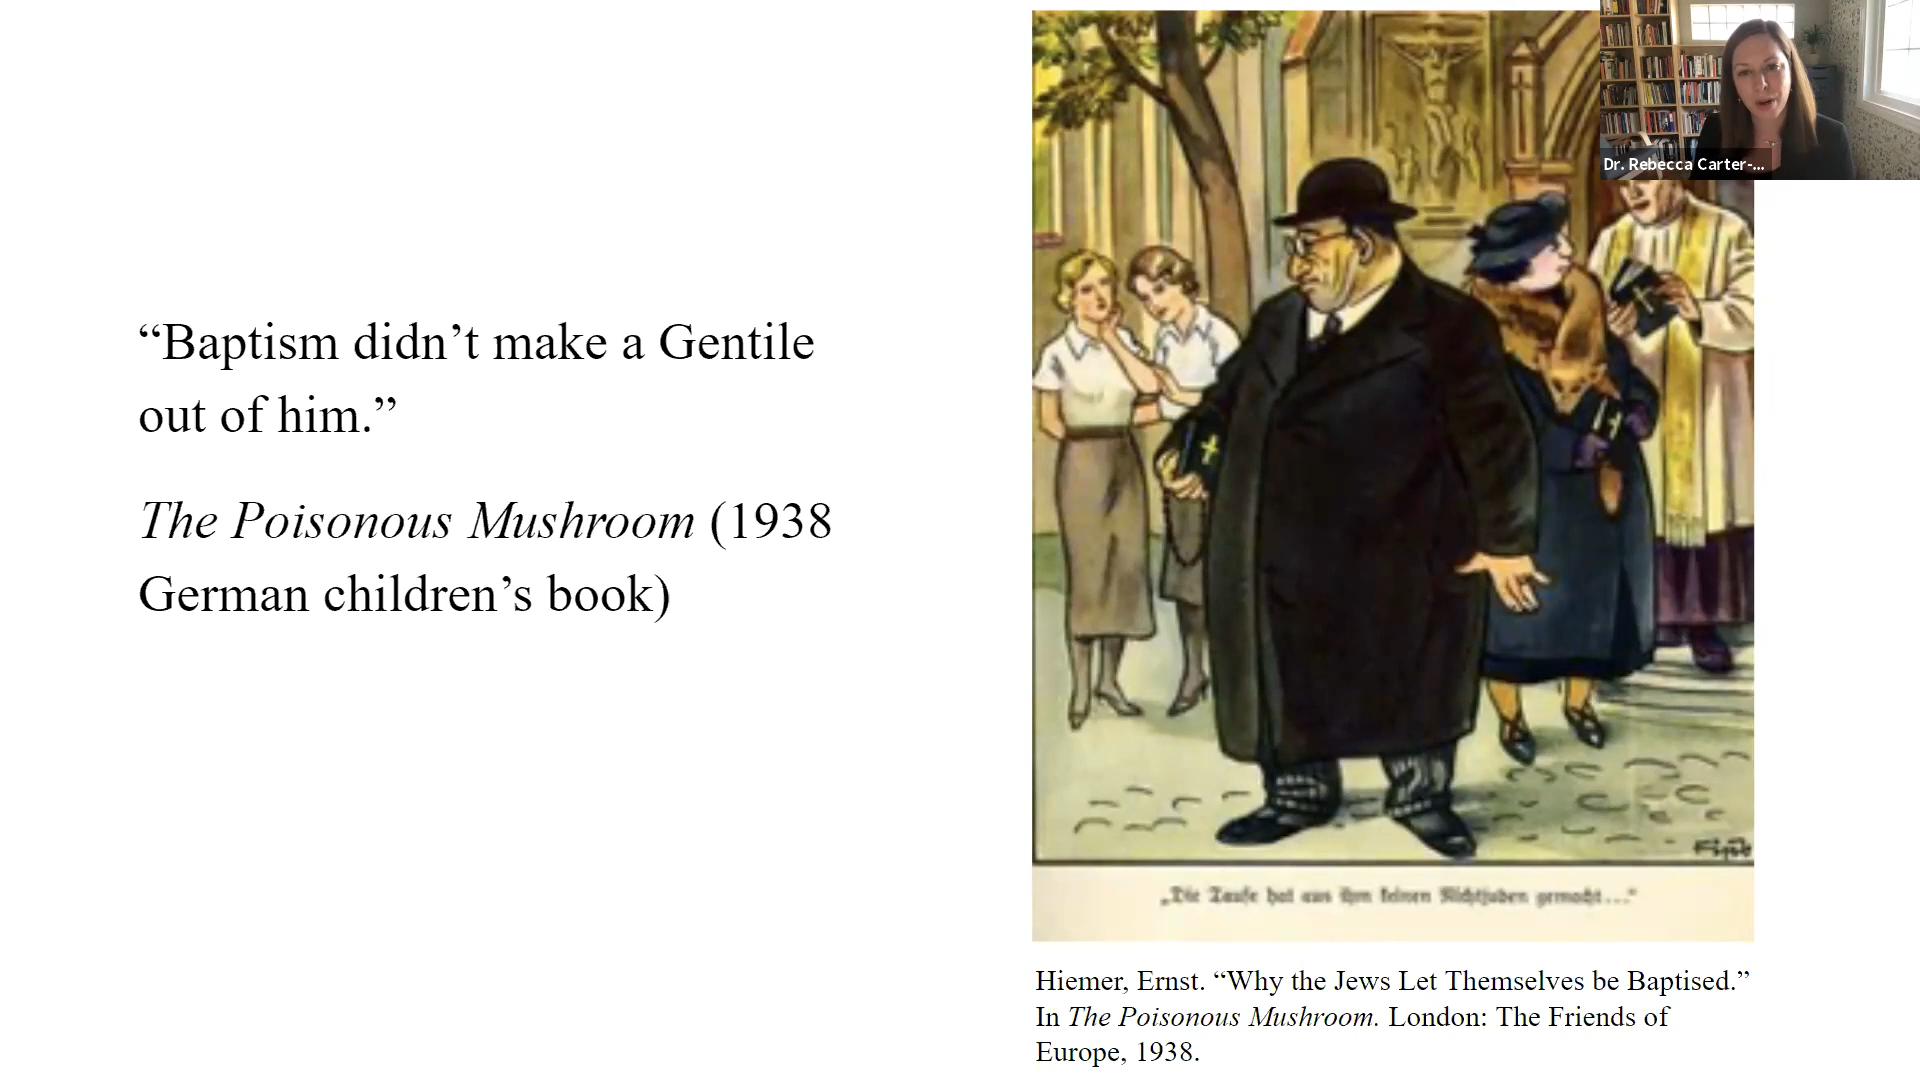 “Baptism didn’t make a Gentile
out of him.”
The Poisonous Mushroom (1938
German children’s book)
Dr. Rebecca Carter-...
„Die Taufe hat aus ihm keinen Nichtjuden gemacht...“
Hiemer, Ernst. “Why the Jews Let Themselves be Baptised.”
In The Poisonous Mushroom. London: The Friends of
Europe, 1938.